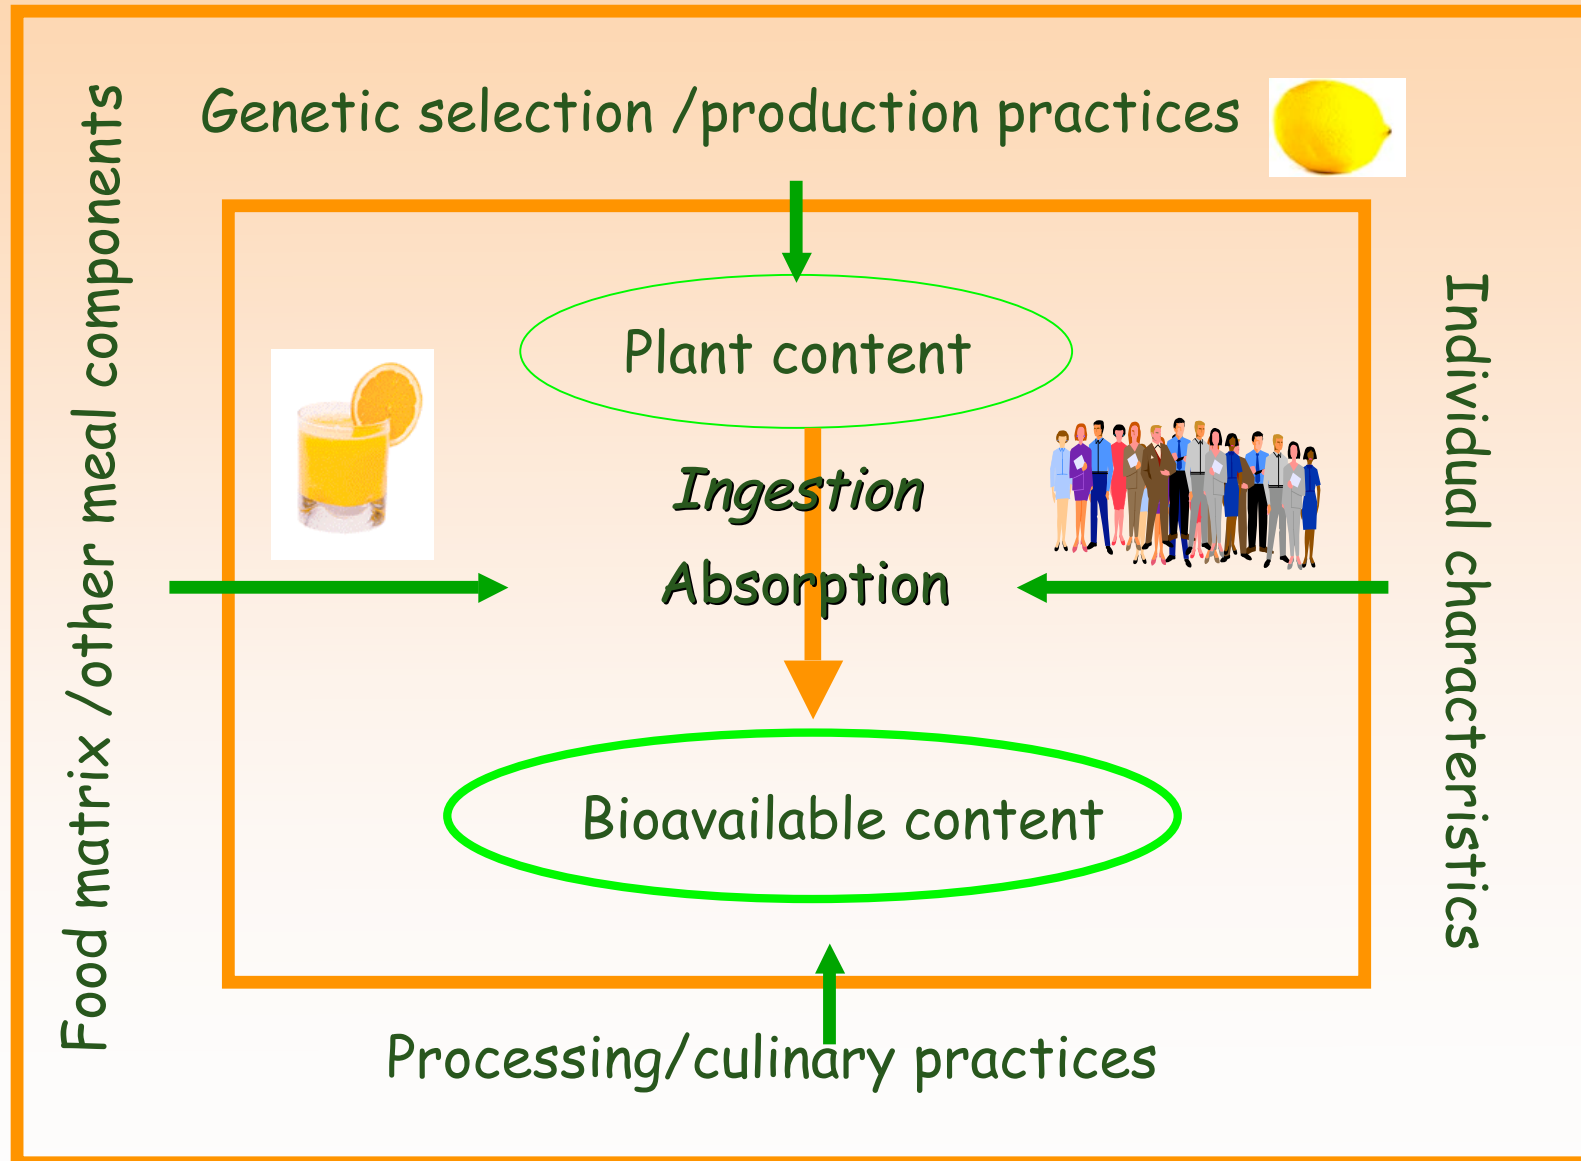 Genetic selection /production practices
Food matrix /other meal components
Plant content
Ingestion
Absorption
Individual characteristics
Bioavailable content
Processing/culinary practices